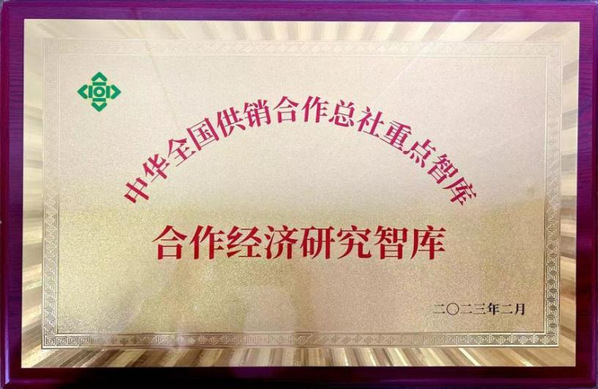 中华全国供销合作总社重点智库
合作经济研究智库
二〇二三年二月